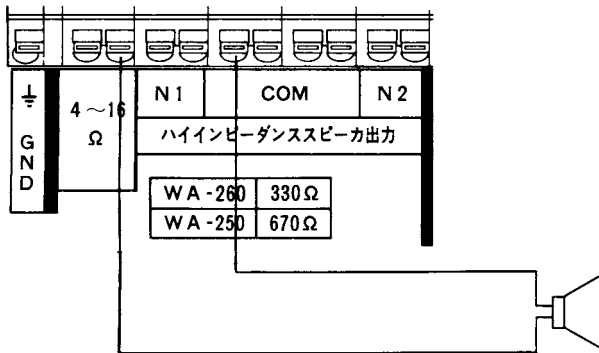 ⏚
GND
4～16
Ω
N1
COM
N2
ハイインピーダンススピーカ出力
WA-260 330Ω
WA-250 670Ω